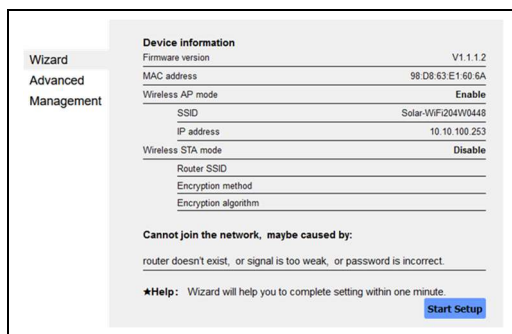 Wizard
Advanced
Management
Device information
Firmware version V1.1.1.2
MAC address 98:D8:63:E1:60:6A
Wireless AP mode Enable
SSID Solar-WiFi204W0448
IP address 10.10.100.253
Wireless STA mode Disable
Router SSID
Encryption method
Encryption algorithm
Cannot join the network, maybe caused by:
router doesn't exist, or signal is too weak, or password is incorrect.
★Help: Wizard will help you to complete setting within one minute.
Start Setup